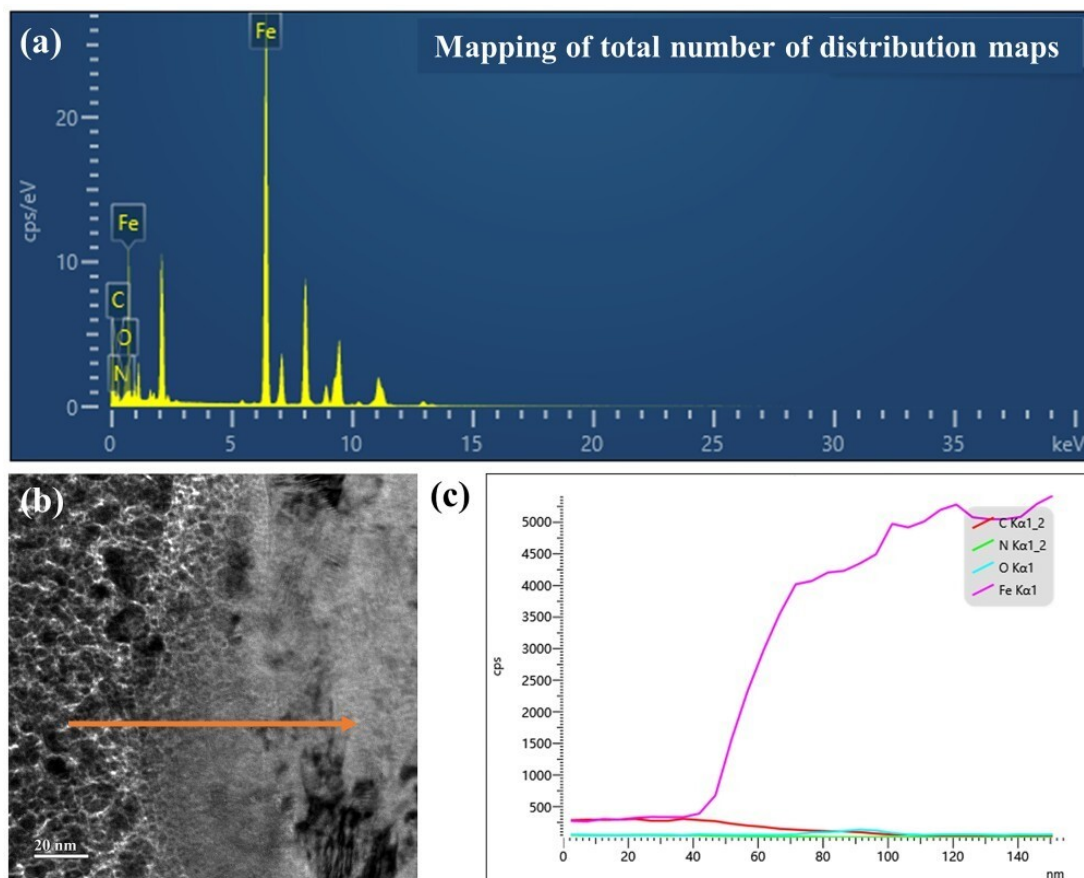 (a)
Mapping of total number of distribution maps
Fe
20
cps/eV
Fe
10
C
O
N
0
0 5 10 15 20 25 30 35 keV
(b)
20 nm
(c)
5000
4500
4000
3500
3000
2500
2000
1500
1000
500
cps
C Kα1_2
N Kα1_2
O Kα1
Fe Kα1
0 20 40 60 80 100 120 140
nm